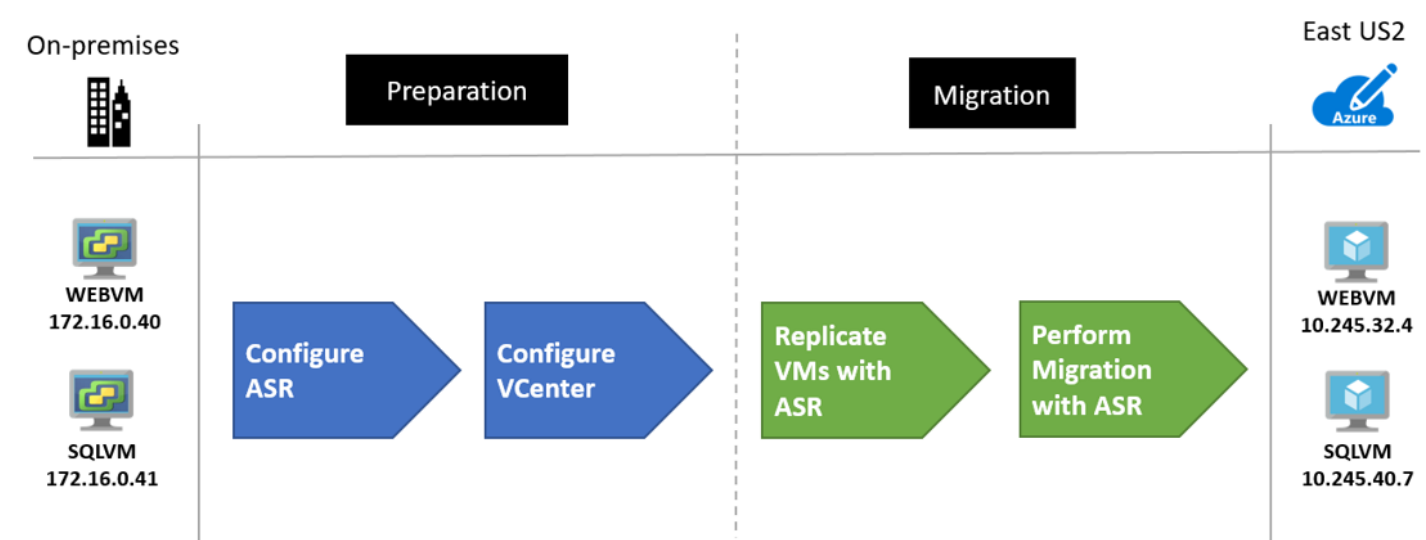 On-premises
Preparation
Migration
East US2
Azure
WEBVM
172.16.0.40
SQLVM
172.16.0.41
Configure
ASR
Configure
VCenter
Replicate
VMs with
ASR
Perform
Migration
with ASR
WEBVM
10.245.32.4
SQLVM
10.245.40.7